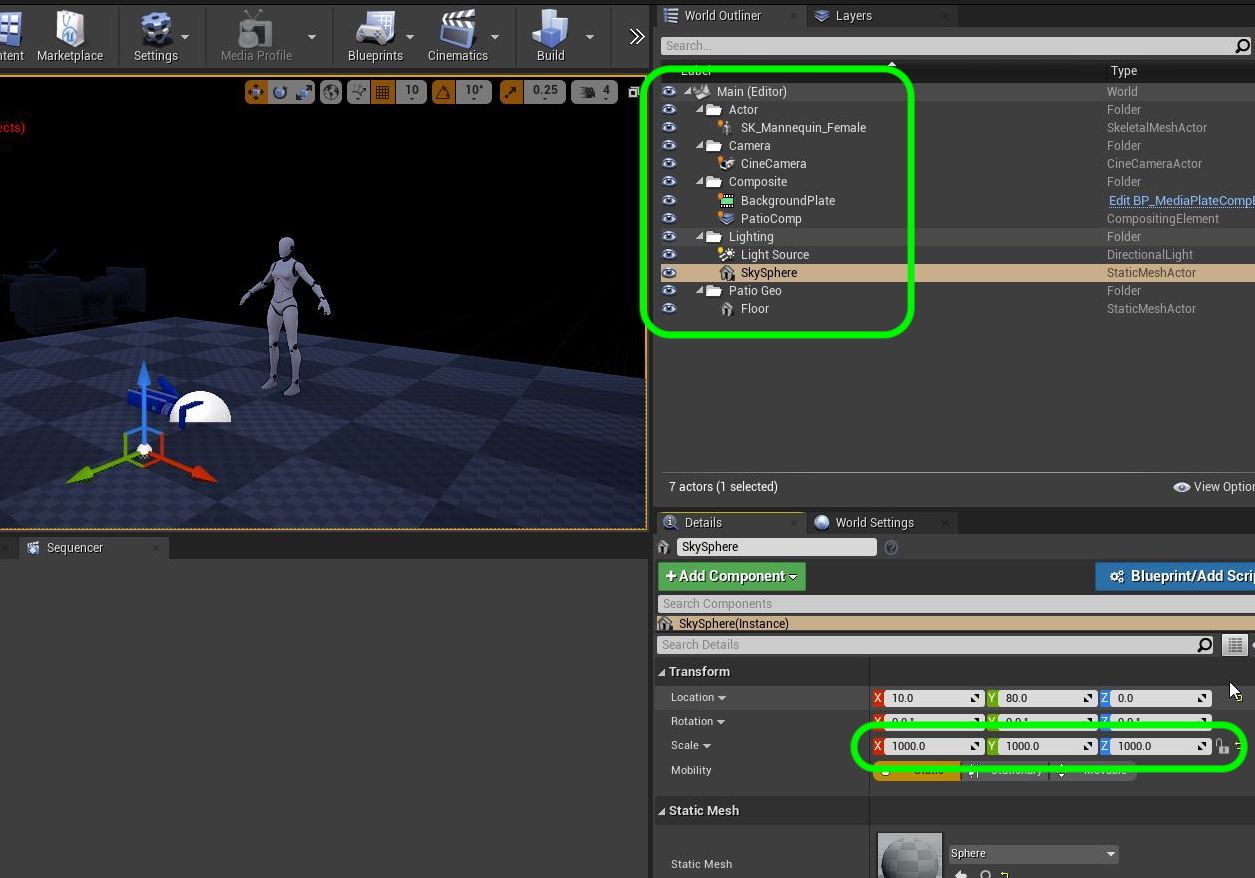 tent Marketplace Settings Media Profile Blueprints Cinematics Build
10 10° 0.25 4
ects)
World Outliner Layers
Search...
Label Type
Main (Editor) World
Actor Folder
SK_Mannequin_Female SkeletalMeshActor
Camera Folder
CineCamera CineCameraActor
Composite Folder
BackgroundPlate Edit BP_MediaPlateCompE
PatioComp CompositingElement
Lighting Folder
Light Source DirectionalLight
SkySphere StaticMeshActor
Patio Geo Folder
Floor StaticMeshActor
7 actors (1 selected) View Option
Sequencer
Details World Settings
SkySphere
+Add Component Blueprint/Add Scrip
Search Components
SkySphere(Instance)
Search Details
Transform
Location X 10.0 Y 80.0 Z 0.0
Rotation X 0.0° Y 0.0° Z 0.0°
Scale X 1000.0 Y 1000.0 Z 1000.0
Mobility Static Stationary Movable
Static Mesh
Static Mesh Sphere